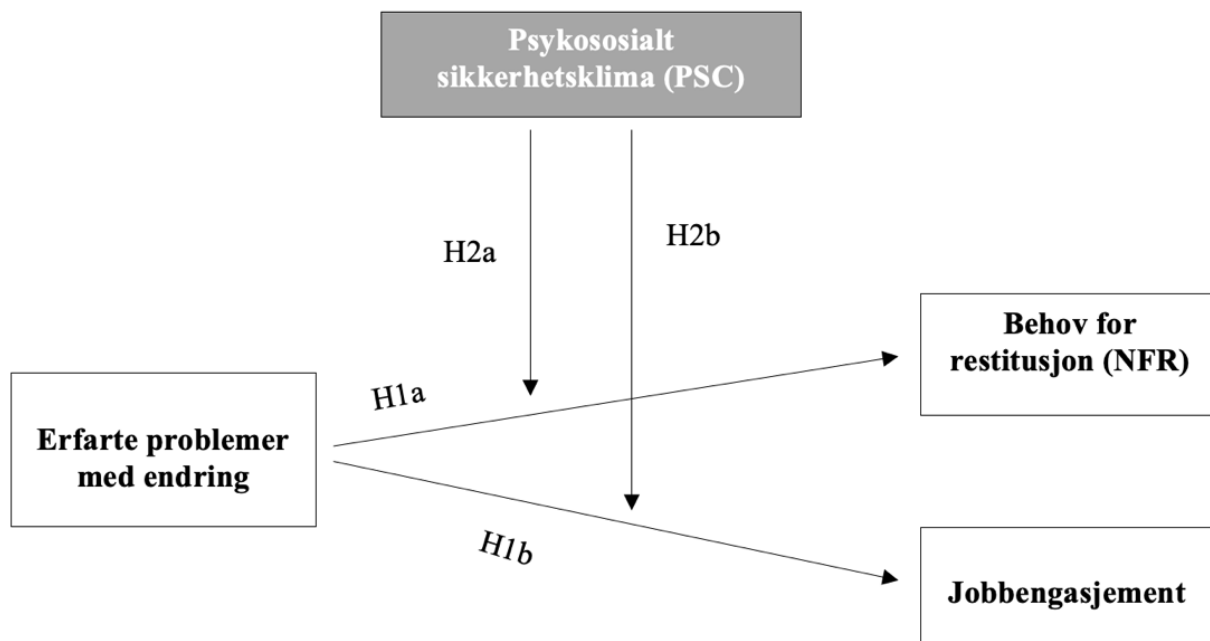 Psykososialt
sikkerhetsklima (PSC)
H2a
H2b
Behov for
restitusjon (NFR)
H1a
Erfarte problemer
med endring
H1b
Jobbengasjement